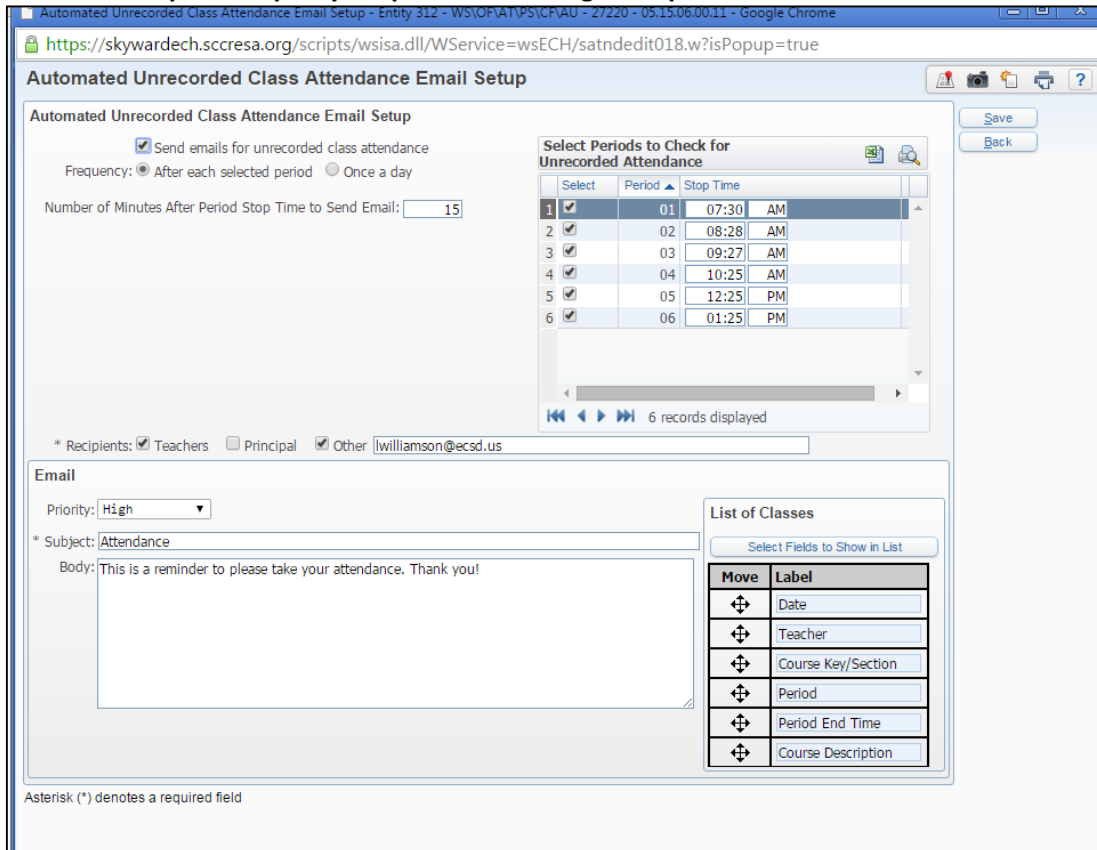 Automated Unrecorded Class Attendance Email Setup - Entity 312 - WS\OF\AT\PS\CF\AU - 27220 - 05.15.06.00.11 - Google Chrome
https://skywardech.sccresa.org/scripts/wsisa.dll/WService=wsECH/satndedit018.w?isPopup=true
Automated Unrecorded Class Attendance Email Setup
?
Automated Unrecorded Class Attendance Email Setup
Save
Back
Send emails for unrecorded class attendance
Frequency: After each selected period Once a day
Number of Minutes After Period Stop Time to Send Email: 15
Select Periods to Check for
Unrecorded Attendance
Select Period Stop Time
1 01 07:30 AM
2 02 08:28 AM
3 03 09:27 AM
4 04 10:25 AM
5 05 12:25 PM
6 06 01:25 PM
6 records displayed
* Recipients: Teachers Principal Other lwilliamson@ecsd.us
Email
Priority: High
* Subject: Attendance
Body: This is a reminder to please take your attendance. Thank you!
List of Classes
Select Fields to Show in List
Move Label
Date
Teacher
Course Key/Section
Period
Period End Time
Course Description
Asterisk (*) denotes a required field